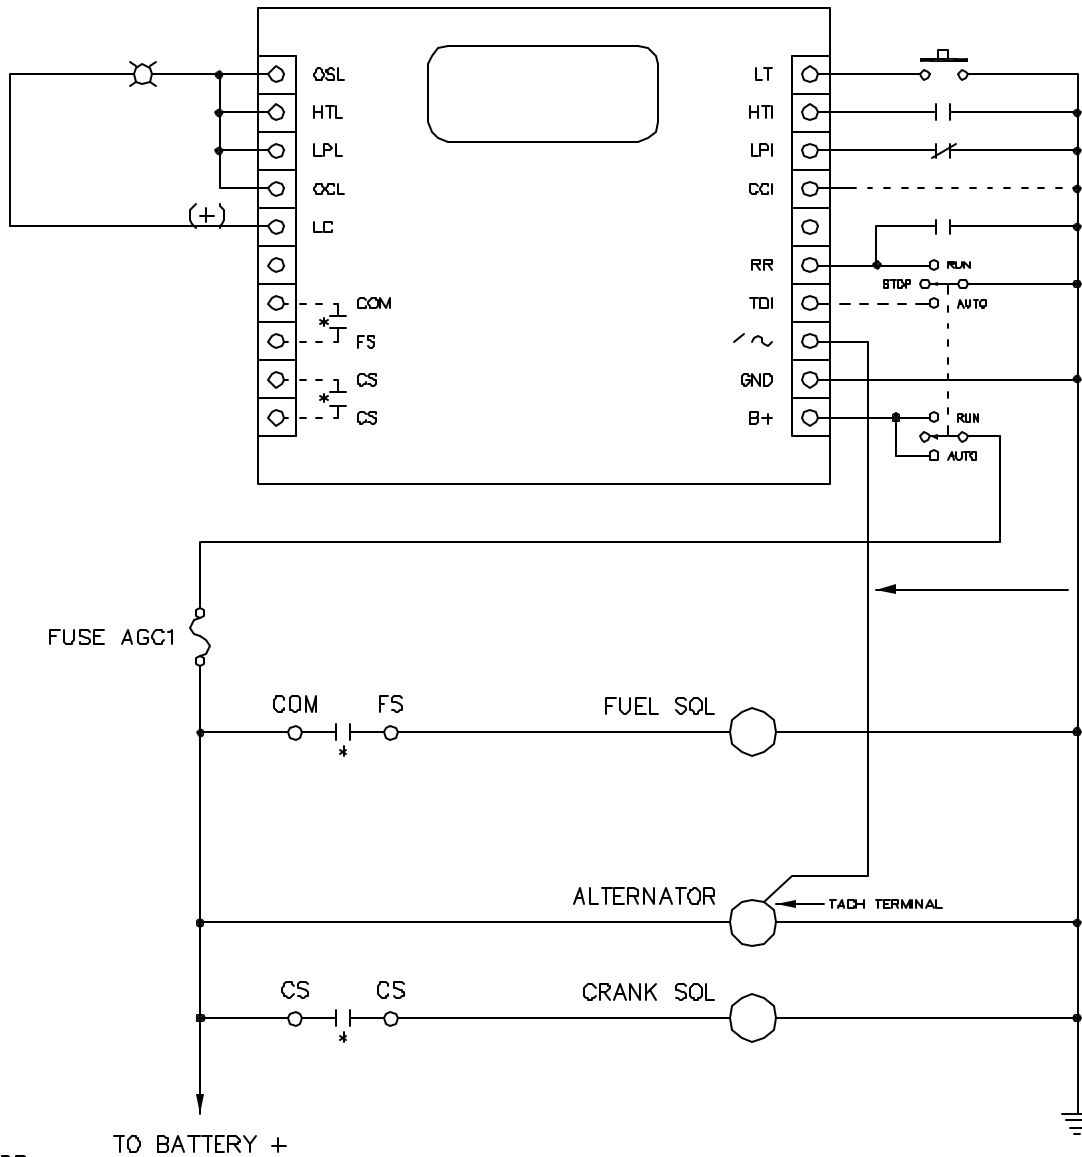 OSL
LT
HTL
HTI
LPL
LPI
OCL
CCI
(+)
LC
RR
RUN
STOP
COM
TDI
AUTO
*
FS
CS
GND
*
CS
B+
RUN
AUTO
FUSE AGC1
COM
FS
FUEL SOL
*
ALTERNATOR
TACH TERMINAL
CS
CS
CRANK SOL
*
TO BATTERY +